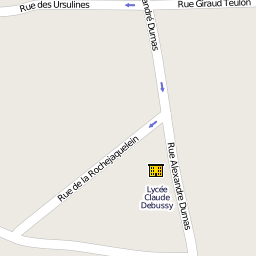 Rue des Ursulines
Rue Giraud Teulon
andré Dumas
Rue de la Rochejaquelein
Rue Alexandre Dumas
Lycée
Claude
Debussy